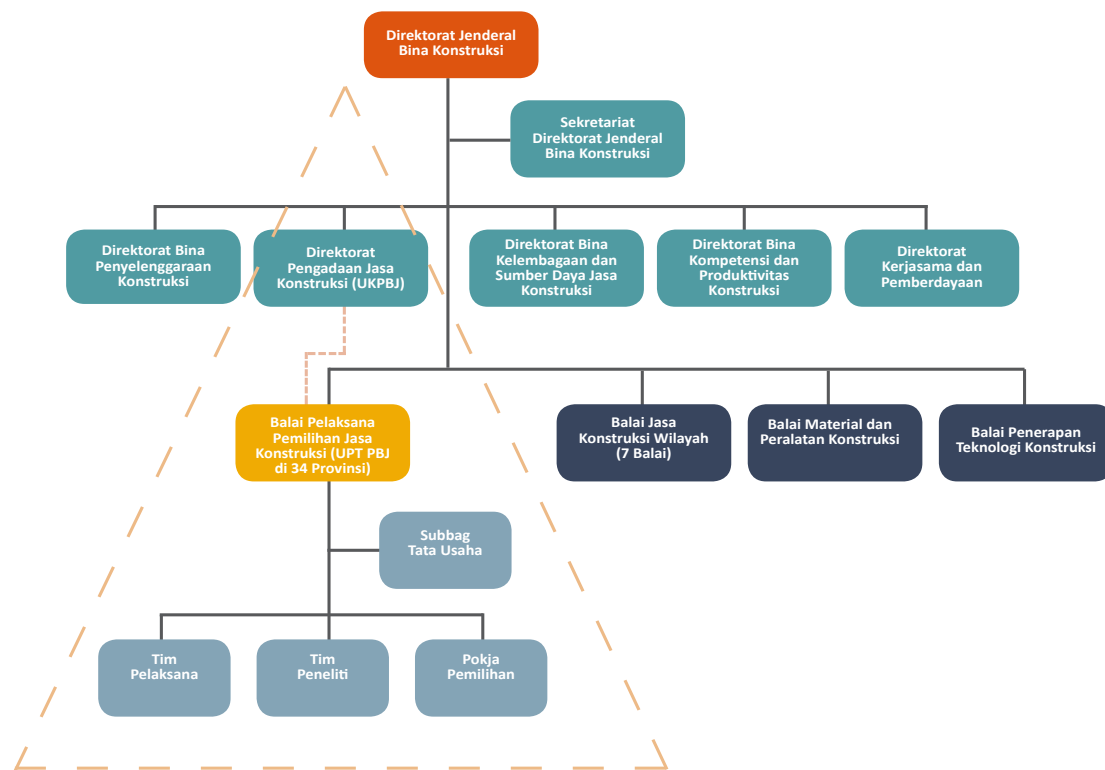 Direktorat Jenderal
Bina Konstruksi
Sekretariat
Direktorat Jenderal
Bina Konstruksi
Direktorat Bina
Penyelenggaraan
Konstruksi
Direktorat
Pengadaan Jasa
Konstruksi (UKPBJ)
Direktorat Bina
Kelembagaan dan
Sumber Daya Jasa
Konstruksi
Direktorat Bina
Kompetensi dan
Produktivitas
Konstruksi
Direktorat
Kerjasama dan
Pemberdayaan
Balai Pelaksana
Pemilihan Jasa
Konstruksi (UPT PBJ
di 34 Provinsi)
Balai Jasa
Konstruksi Wilayah
(7 Balai)
Balai Material dan
Peralatan Konstruksi
Balai Penerapan
Teknologi Konstruksi
Subbag
Tata Usaha
Tim
Pelaksana
Tim
Peneliti
Pokja
Pemilihan